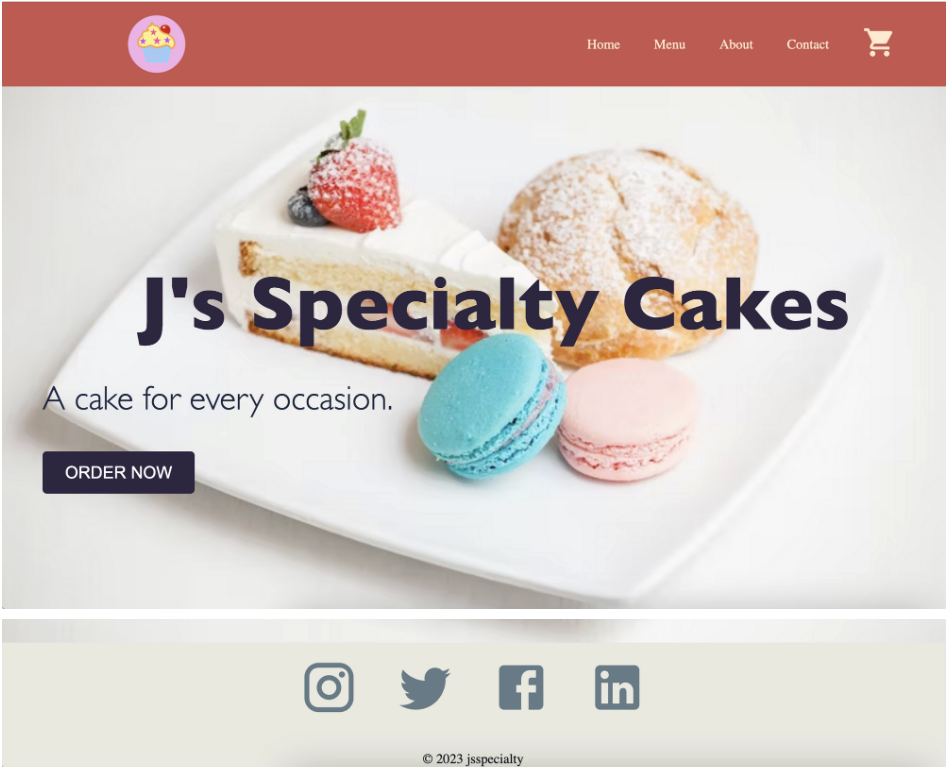 Home Menu About Contact
J's Specialty Cakes
A cake for every occasion.
ORDER NOW
© 2023 jsspecialty